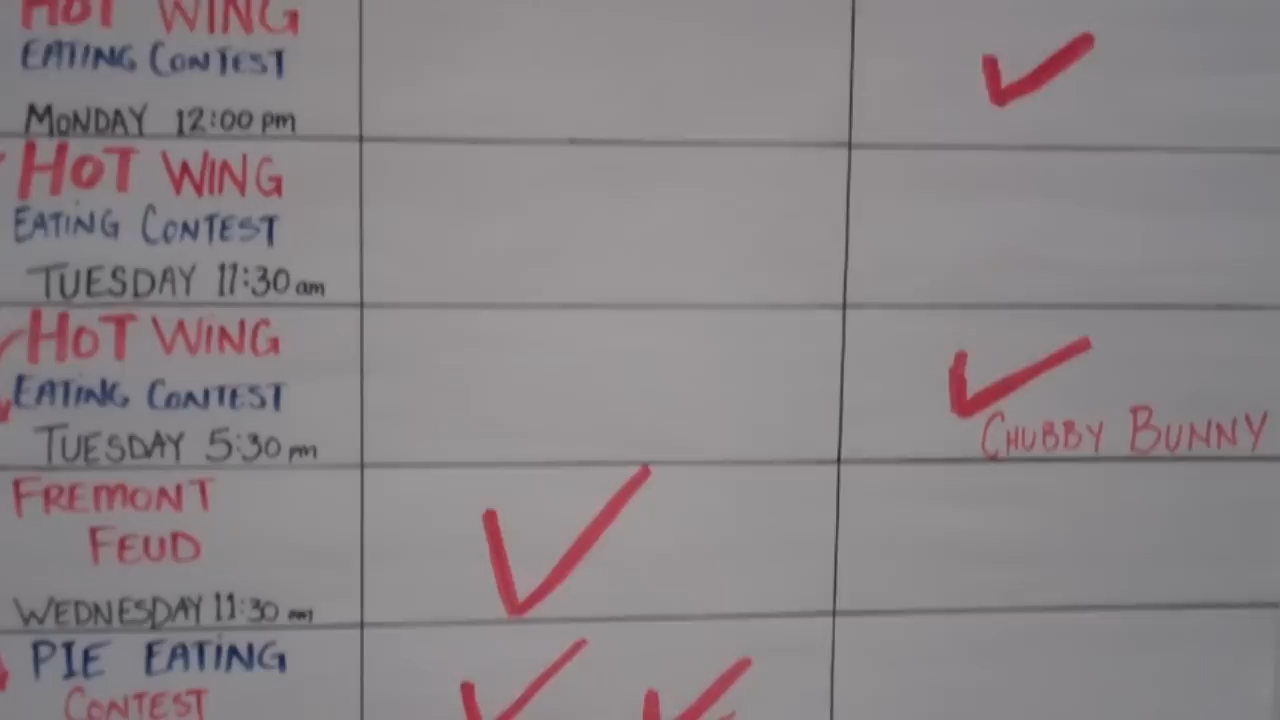 HOT WING
EATING CONTEST
MONDAY 12:00 pm
HOT WING
EATING CONTEST
TUESDAY 11:30 am
HOT WING
EATING CONTEST
TUESDAY 5:30 pm
CHUBBY BUNNY
FREMONT
FEUD
WEDNESDAY 11:30 am
PIE EATING
CONTEST